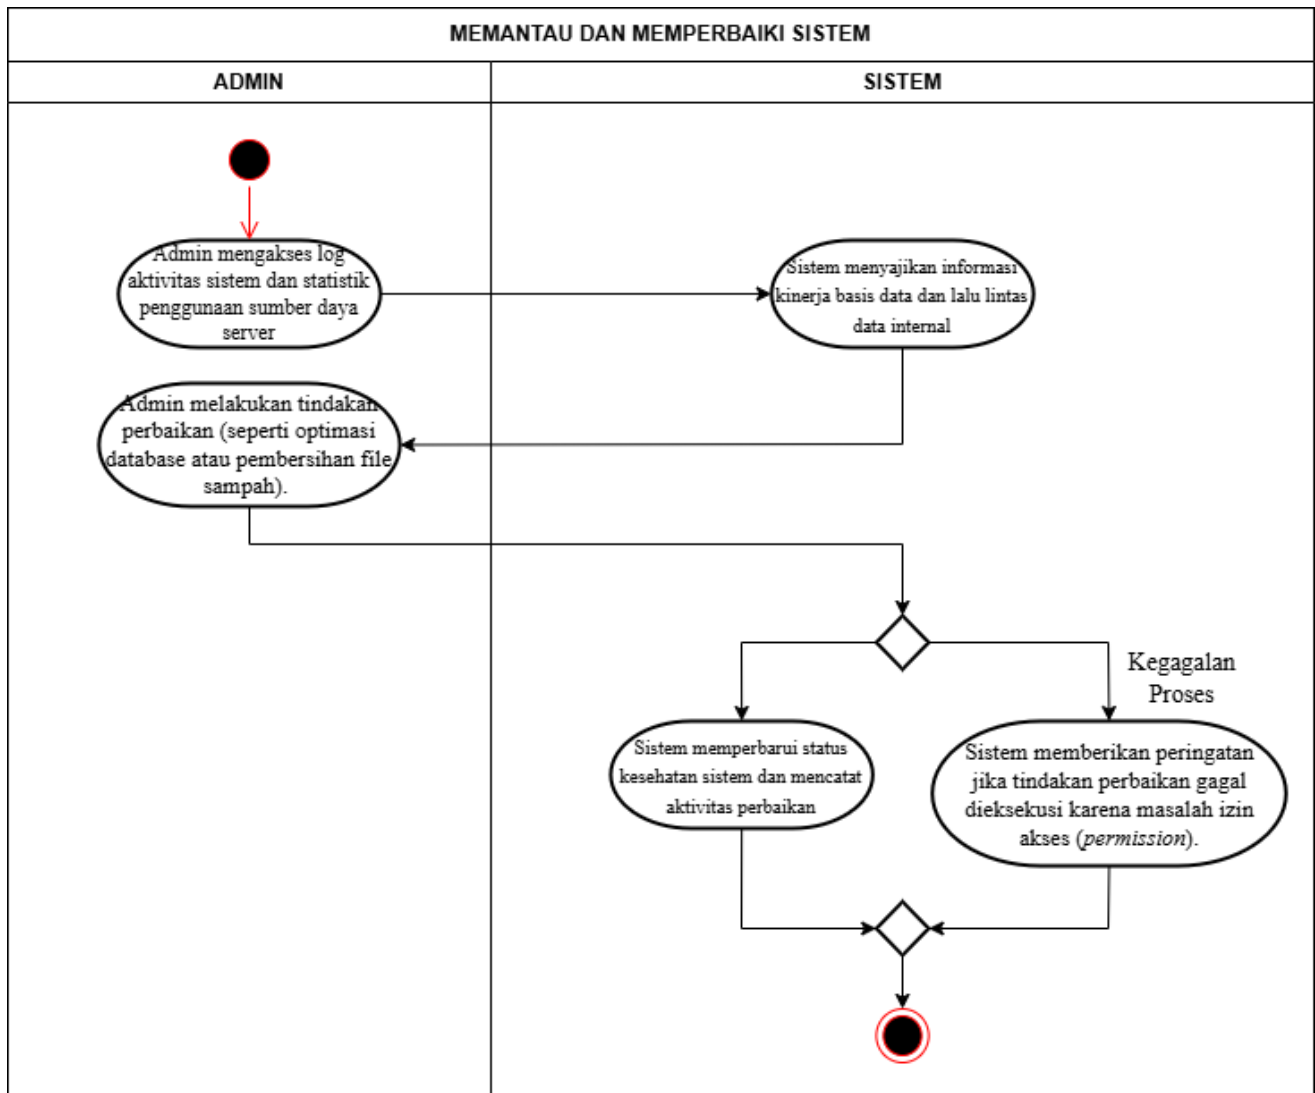 MEMANTAU DAN MEMPERBAIKI SISTEM
ADMIN
SISTEM
Admin mengakses log
aktivitas sistem dan statistik
penggunaan sumber daya
server
Sistem menyajikan informasi
kinerja basis data dan lalu lintas
data internal
Admin melakukan tindakan
perbaikan (seperti optimasi
database atau pembersihan file
sampah).
Kegagalan
Proses
Sistem memperbarui status
kesehatan sistem dan mencatat
aktivitas perbaikan
Sistem memberikan peringatan
jika tindakan perbaikan gagal
dieksekusi karena masalah izin
akses (permission).